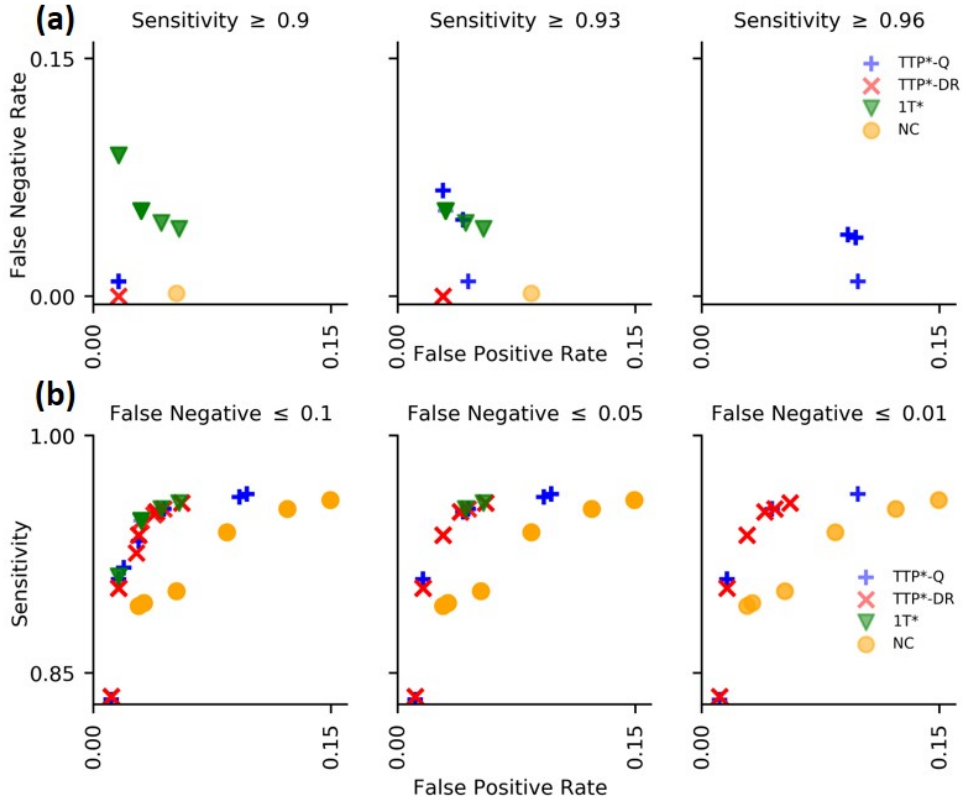 (a)
Sensitivity ≥ 0.9
Sensitivity ≥ 0.93
Sensitivity ≥ 0.96
0.15
0.00
False Negative Rate
TTP*-Q
TTP*-DR
1T*
NC
0.00
0.15
0.00
0.15
0.00
0.15
False Positive Rate
(b)
False Negative ≤ 0.1
False Negative ≤ 0.05
False Negative ≤ 0.01
1.00
0.85
Sensitivity
TTP*-Q
TTP*-DR
1T*
NC
0.00
0.15
0.00
0.15
0.00
0.15
False Positive Rate